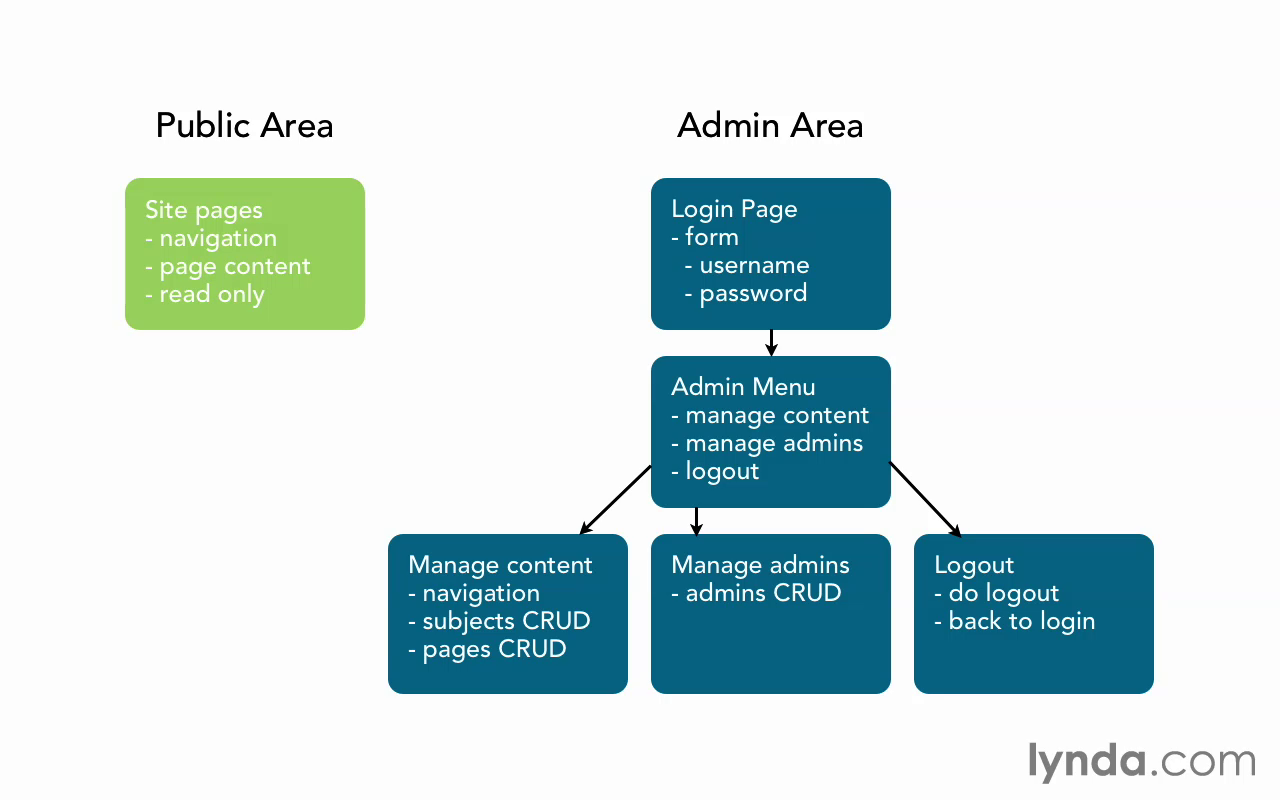 Public Area
Site pages
- navigation
- page content
- read only
Admin Area
Login Page
- form
- username
- password
Admin Menu
- manage content
- manage admins
- logout
Manage content
- navigation
- subjects CRUD
- pages CRUD
Manage admins
- admins CRUD
Logout
- do logout
- back to login
lynda.com